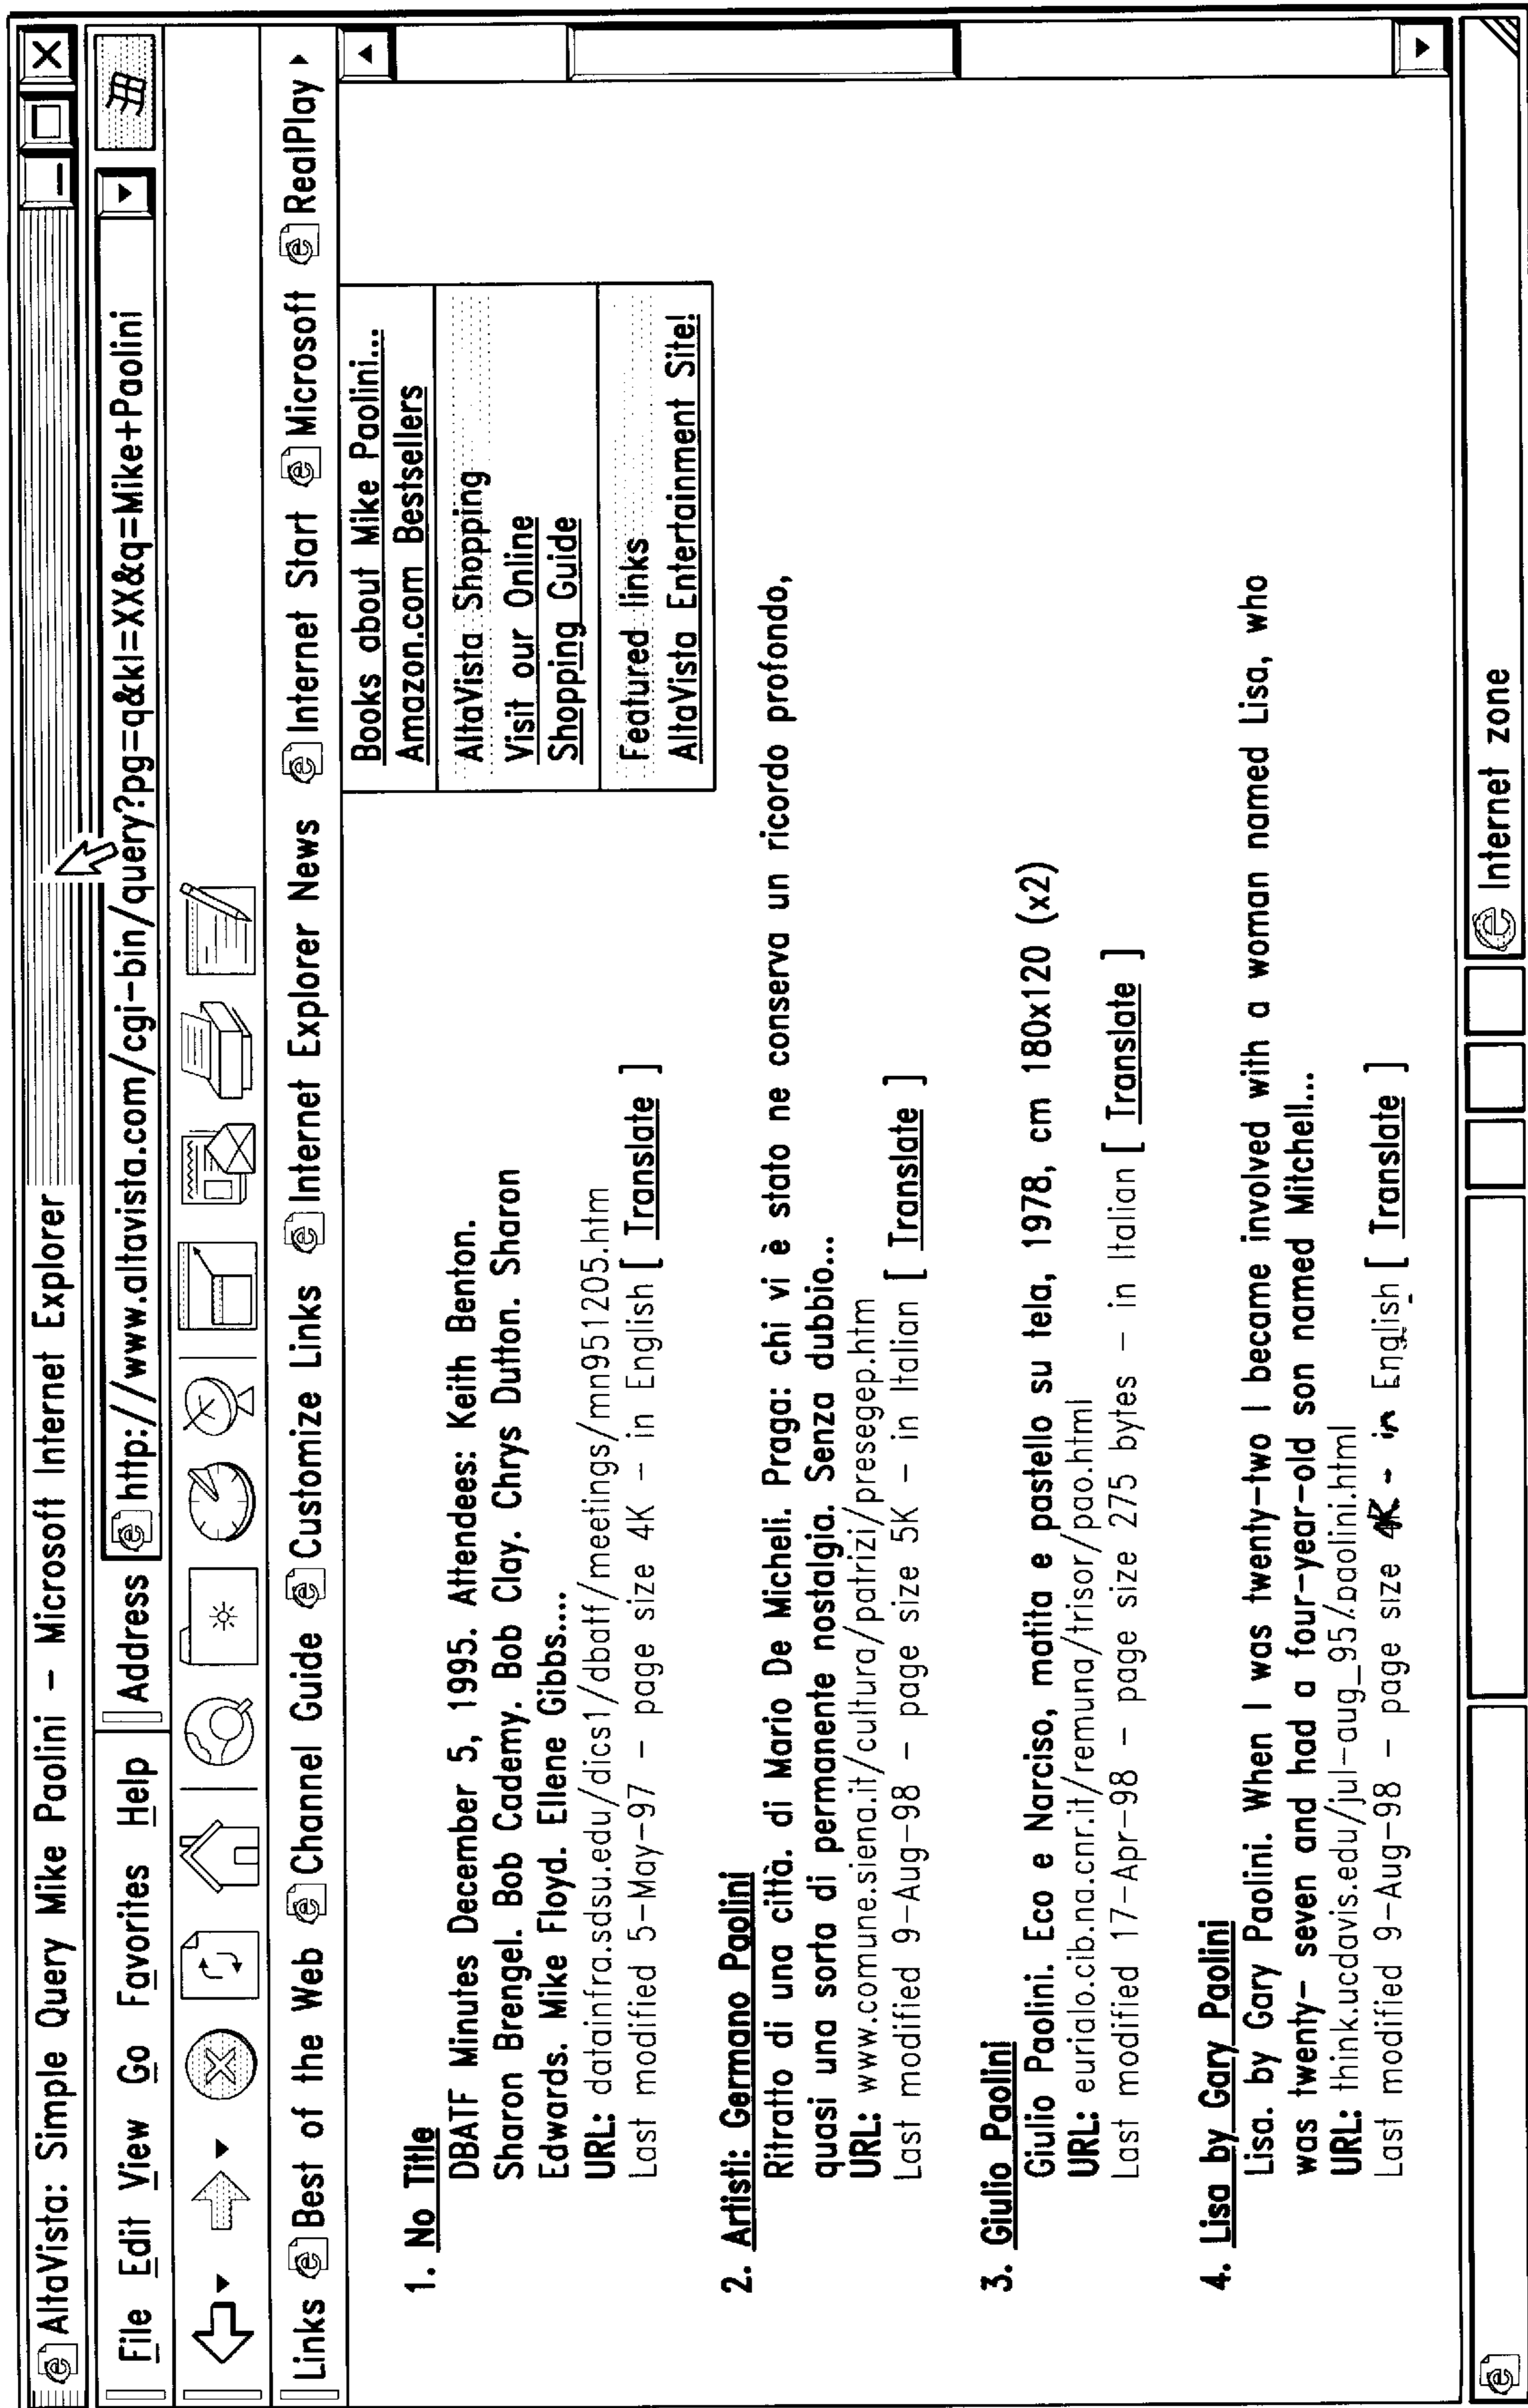 AltaVista: Simple Query Mike Paolini – Microsoft Internet Explorer
File Edit View Go Favorites Help
Address http://www.altavista.com/cgi-bin/query?pg=q&kl=XX&q=Mike+Paolini
Links Best of the Web Channel Guide Customize Links Internet Explorer News Internet Start Microsoft RealPlay
Books about Mike Paolini...
Amazon.com Bestsellers
AltaVista Shopping
Visit our Online
Shopping Guide
Featured links
AltaVista Entertainment Site!
1. No Title
DBATF Minutes December 5, 1995. Attendees: Keith Benton.
Sharon Brengel. Bob Cademy. Bob Clay. Chrys Dutton. Sharon
Edwards. Mike Floyd. Ellene Gibbs....
URL: datainfra.sdsu.edu/dics1/dbatf/meetings/mn951205.htm
Last modified 5-May-97 – page size 4K – in English [ Translate ]
2. Artisti: Germano Paolini
Ritratto di una città. di Mario De Micheli. Praga: chi vi è stato ne conserva un ricordo profondo,
quasi una sorta di permanente nostalgia. Senza dubbio...
URL: www.comune.siena.it/cultura/patrizi/presegep.htm
Last modified 9-Aug-98 – page size 5K – in Italian [ Translate ]
3. Giulio Paolini
Giulio Paolini. Eco e Narciso, matita e pastello su tela, 1978, cm 180x120 (x2)
URL: eurialo.cib.na.cnr.it/remuna/trisor/pao.html
Last modified 17-Apr-98 – page size 275 bytes – in Italian [ Translate ]
4. Lisa by Gary Paolini
Lisa. by Gary Paolini. When I was twenty-two I became involved with a woman named Lisa, who
was twenty- seven and had a four-year-old son named Mitchell...
URL: think.ucdavis.edu/jul-aug_95/paolini.html
Last modified 9-Aug-98 – page size 4K - in English [ Translate ]
Internet zone